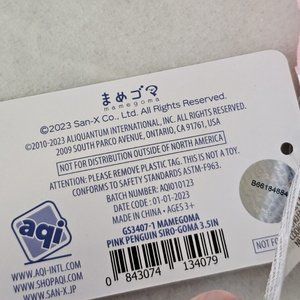 まめゴマ
mamegoma
©2023 San-X Co., Ltd. All Rights Reserved.
©2010-2023 ALIQUANTUM INTERNATIONAL, INC. ALL RIGHTS RESERVED.
2009 SOUTH PARCO AVENUE, ONTARIO, CA 91761, USA
NOT FOR DISTRIBUTION OUTSIDE OF NORTH AMERICA
ATTENTION: PLEASE REMOVE PLASTIC TAG. THIS IS NOT A TOY.
CONFORMS TO SAFETY STANDARDS ASTM-F963.
BATCH NUMBER: AQI010123
DATE CODE: 01-01-2023
MADE IN CHINA • AGES 3+
GS3407-1 MAMEGOMA
PINK PENGUIN SIRO-GOMA 3.5IN
0 843074 134079
aqi
WWW.AQI-INTL.COM
WWW.SHOPAQI.COM
WWW.SAN-X.JP
NOT FOR